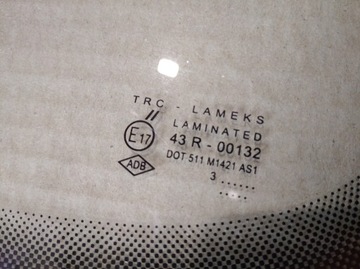 TRC - LAMEKS
LAMINATED
E17
43 R - 00132
DOT 511 M1421 AS1
ADB
3 ......
......